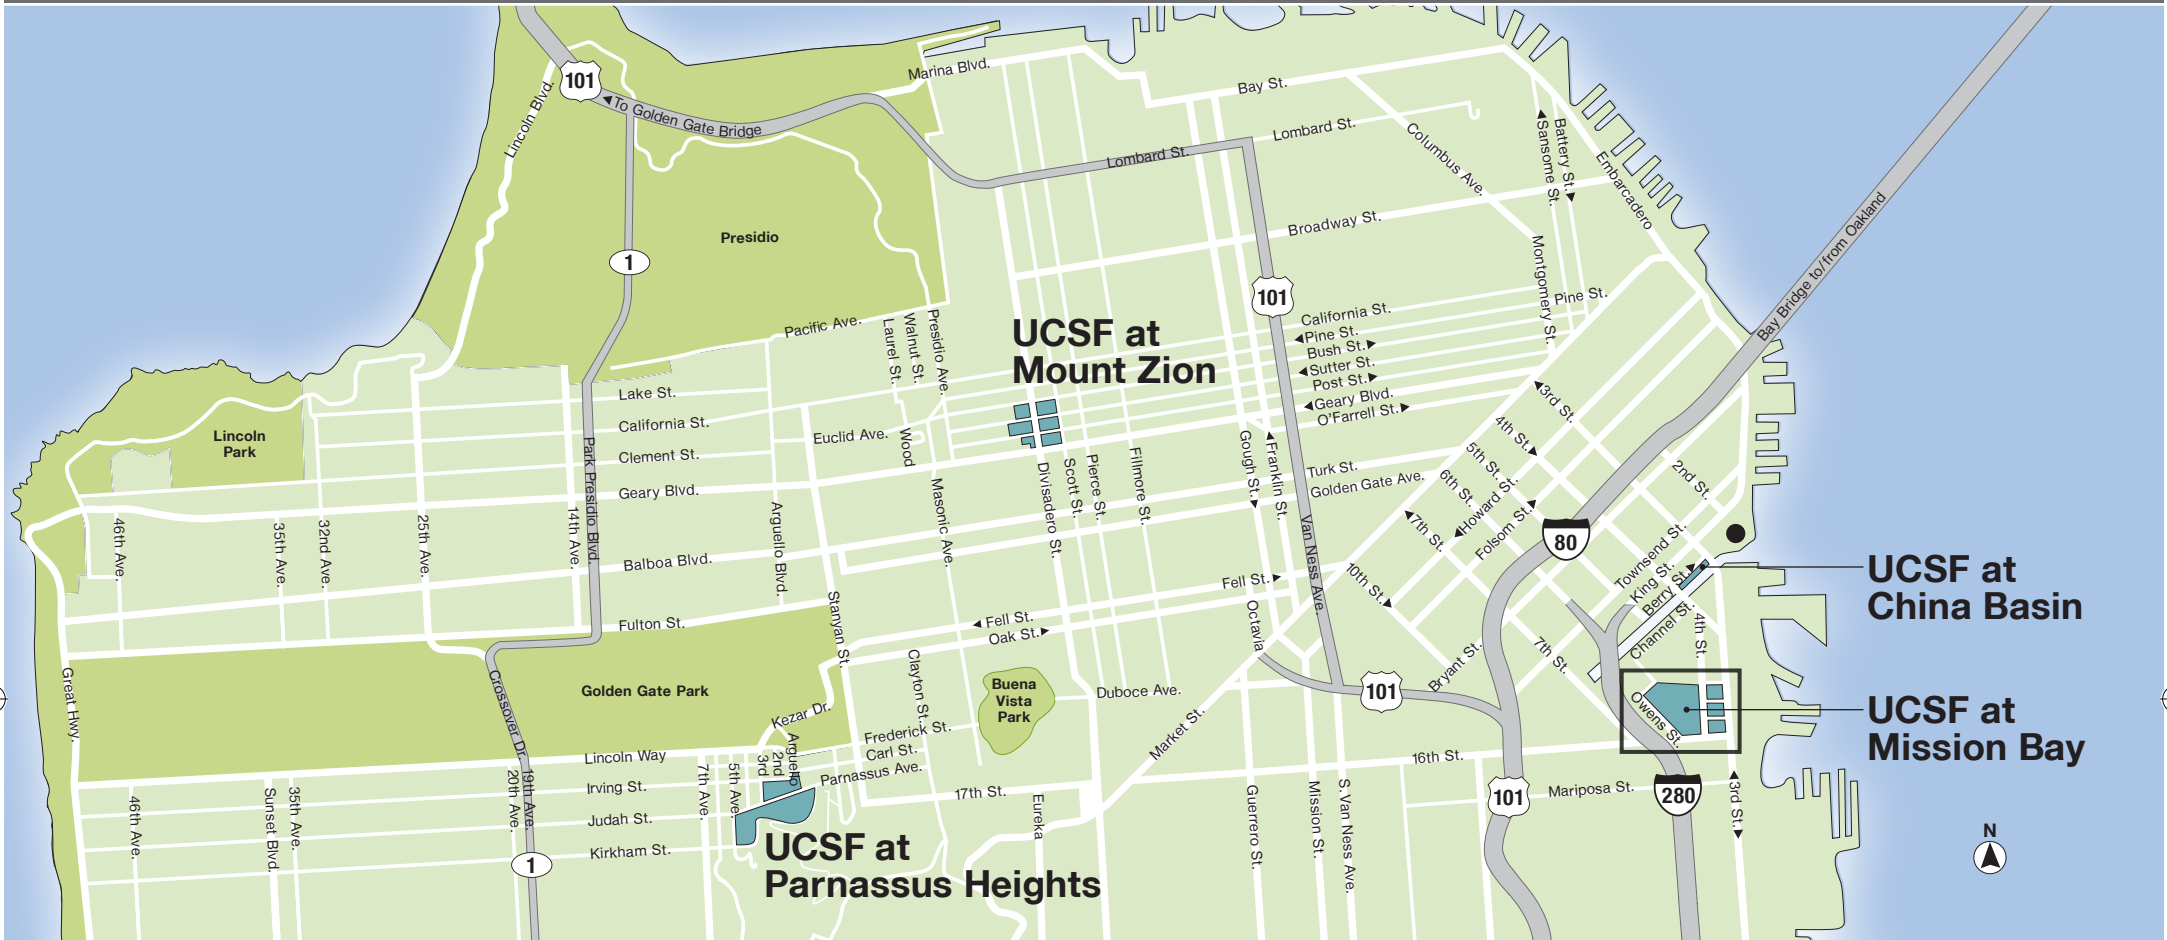 101
To Golden Gate Bridge
Lincoln Blvd.
Marina Blvd.
Bay St.
Lombard St.
Lombard St.
Columbus Ave.
Sansome St.
Battery St.
Embarcadero
Broadway St.
Montgomery St.
Presidio
1
101
Bay Bridge to/from Oakland
Pacific Ave.
Laurel St.
Walnut St.
Presidio Ave.
UCSF at
Mount Zion
California St.
Pine St.
Pine St.
Bush St.
Sutter St.
Post St.
Geary Blvd.
O'Farrell St.
Lake St.
California St.
Euclid Ave.
Wood
Clement St.
Geary Blvd.
Lincoln
Park
Park Presidio Blvd.
3rd St.
4th St.
5th St.
6th St.
7th St.
Howard St.
Folsom St.
2nd St.
Turk St.
Golden Gate Ave.
Gough St.
Franklin St.
Van Ness Ave.
Divisadero St.
Scott St.
Pierce St.
Fillmore St.
Masonic Ave.
Arguello Blvd.
46th Ave.
35th Ave.
32nd Ave.
25th Ave.
14th Ave.
80
Balboa Blvd.
Fell St.
10th St.
Octavia
Townsend St.
King St.
Berry St.
Channel St.
4th St.
UCSF at
China Basin
Fulton St.
Stanyan St.
Fell St.
Oak St.
Clayton St.
Great Hwy.
Golden Gate Park
Crossover Dr.
Kezar Dr.
Buena
Vista
Park
Duboce Ave.
Market St.
101
Bryant St.
7th St.
Owens St.
UCSF at
Mission Bay
Frederick St.
Carl St.
Parnassus Ave.
Lincoln Way
Irving St.
Judah St.
Kirkham St.
7th Ave.
5th Ave.
3rd
2nd
Arguello
17th St.
Eureka
16th St.
Mariposa St.
101
280
3rd St.
46th Ave.
Sunset Blvd.
35th Ave.
20th Ave.
19th Ave.
1
Guerrero St.
Mission St.
S. Van Ness Ave.
UCSF at
Parnassus Heights
N